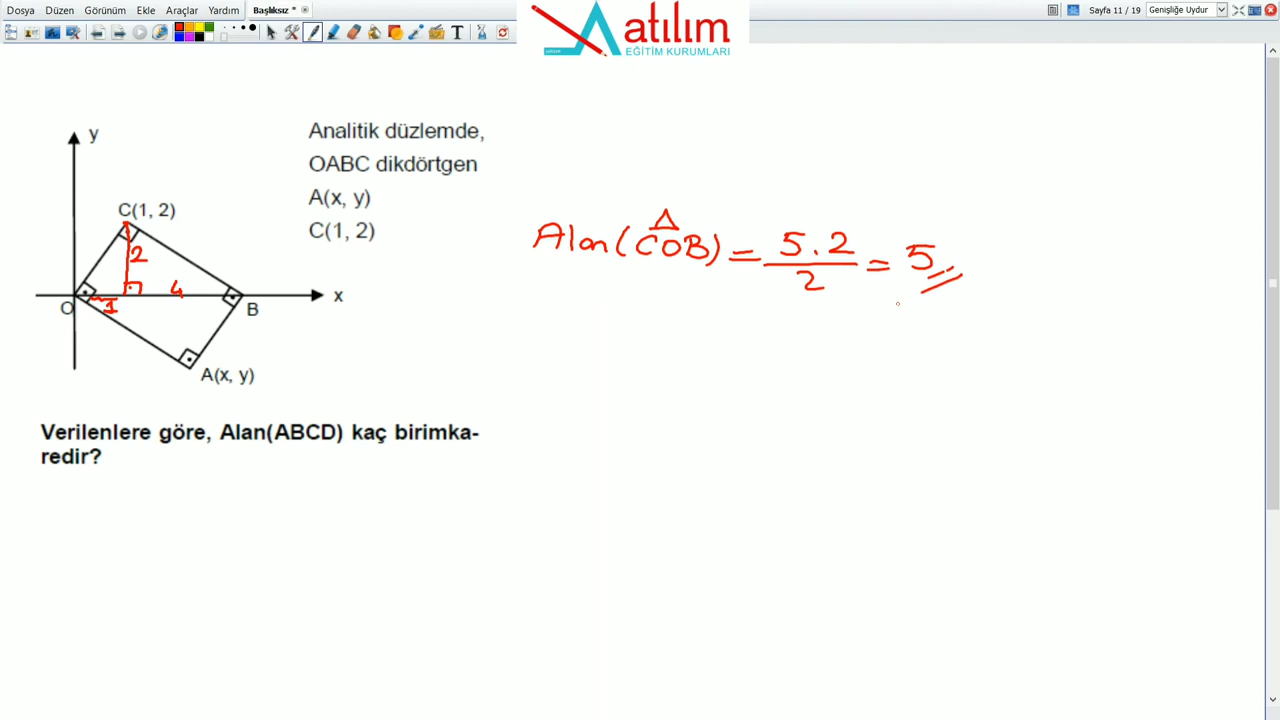 Dosya Düzen Görünüm Ekle Araçlar Yardım Başlıksız * Sayfa 11 / 19 Genişliğe Uydur
atılım
EĞİTİM KURUMLARI
y
Analitik düzlemde,
OABC dikdörtgen
A(x, y)
C(1, 2)
C(1, 2)
2
1
4
O
B
x
A(x, y)
Alan(COB) = 5.2/2 = 5
Verilenlere göre, Alan(ABCD) kaç birimka-
redir?